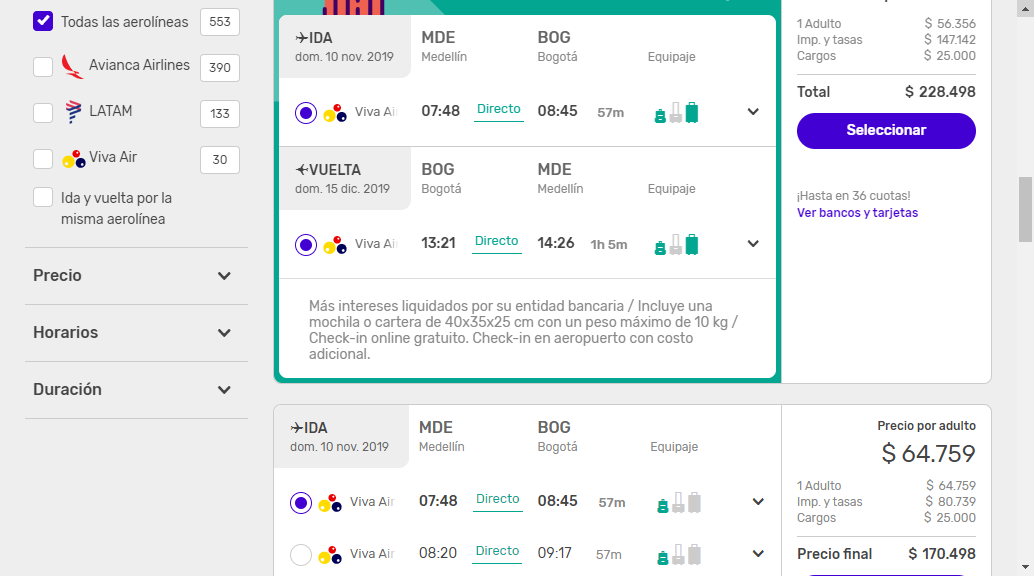 Todas las aerolíneas
553
Avianca Airlines
390
LATAM
133
Viva Air
30
Ida y vuelta por la
misma aerolínea
Precio
Horarios
Duración
IDA
dom. 10 nov. 2019
MDE
Medellín
BOG
Bogotá
Equipaje
Viva Air
07:48
Directo
08:45
57m
VUELTA
dom. 15 dic. 2019
BOG
Bogotá
MDE
Medellín
Equipaje
Viva Air
13:21
Directo
14:26
1h 5m
Más intereses liquidados por su entidad bancaria / Incluye una
mochila o cartera de 40x35x25 cm con un peso máximo de 10 kg /
Check-in online gratuito. Check-in en aeropuerto con costo
adicional.
1 Adulto $ 56.356
Imp. y tasas $ 147.142
Cargos $ 25.000
Total $ 228.498
Seleccionar
¡Hasta en 36 cuotas!
Ver bancos y tarjetas
IDA
dom. 10 nov. 2019
MDE
Medellín
BOG
Bogotá
Equipaje
Viva Air
07:48
Directo
08:45
57m
Viva Air
08:20
Directo
09:17
57m
Precio por adulto
$ 64.759
1 Adulto $ 64.759
Imp. y tasas $ 80.739
Cargos $ 25.000
Precio final $ 170.498